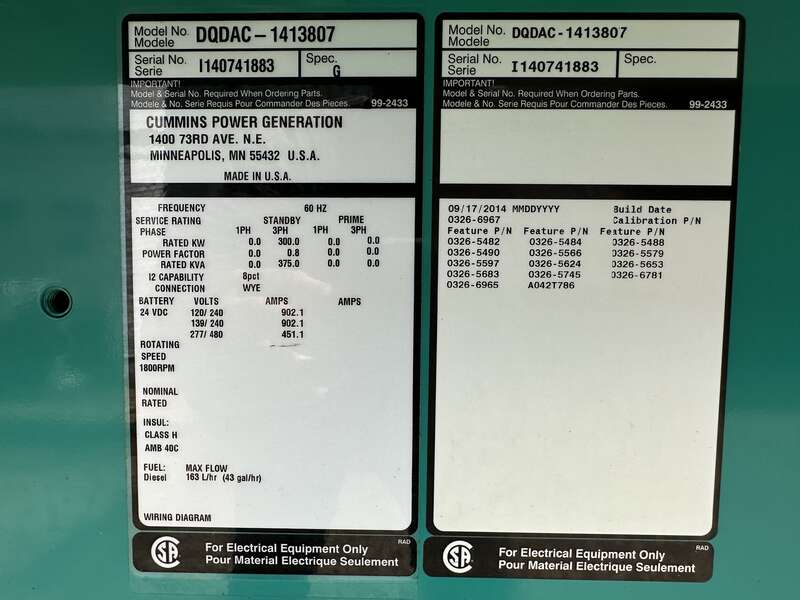 Model No. DQDAC - 1413807
Modele
Serial No. I140741883 Spec.
Serie G
IMPORTANT!
Model & Serial No. Required When Ordering Parts.
Modele & No. Serie Requis Pour Commander Des Pieces. 99-2433
CUMMINS POWER GENERATION
1400 73RD AVE. N.E.
MINNEAPOLIS, MN 55432 U.S.A.
MADE IN U.S.A.
FREQUENCY 60 HZ
SERVICE RATING STANDBY PRIME
PHASE 1PH 3PH 1PH 3PH
RATED KW 0.0 300.0 0.0 0.0
POWER FACTOR 0.0 0.8 0.0 0.0
RATED KVA 0.0 375.0 0.0 0.0
I2 CAPABILITY 8pct
CONNECTION WYE
BATTERY VOLTS AMPS AMPS
24 VDC 120/ 240 902.1
139/ 240 902.1
277/ 480 451.1
ROTATING
SPEED
1800RPM
NOMINAL
RATED
INSUL:
CLASS H
AMB 40C
FUEL: MAX FLOW
Diesel 163 L/hr (43 gal/hr)
WIRING DIAGRAM
RAD
CSA For Electrical Equipment Only
Pour Material Electrique Seulement
Model No. DQDAC - 1413807
Modele
Serial No. I140741883 Spec.
Serie
IMPORTANT!
Model & Serial No. Required When Ordering Parts.
Modele & No. Serie Requis Pour Commander Des Pieces. 99-2433
09/17/2014 MMDDYYYY Build Date
0326-6967 Calibration P/N
Feature P/N Feature P/N Feature P/N
0326-5482 0326-5484 0326-5488
0326-5490 0326-5566 0326-5579
0326-5597 0326-5624 0326-5653
0326-5683 0326-5745 0326-6781
0326-6965 A042T786
RAD
CSA For Electrical Equipment Only
Pour Material Electrique Seulement